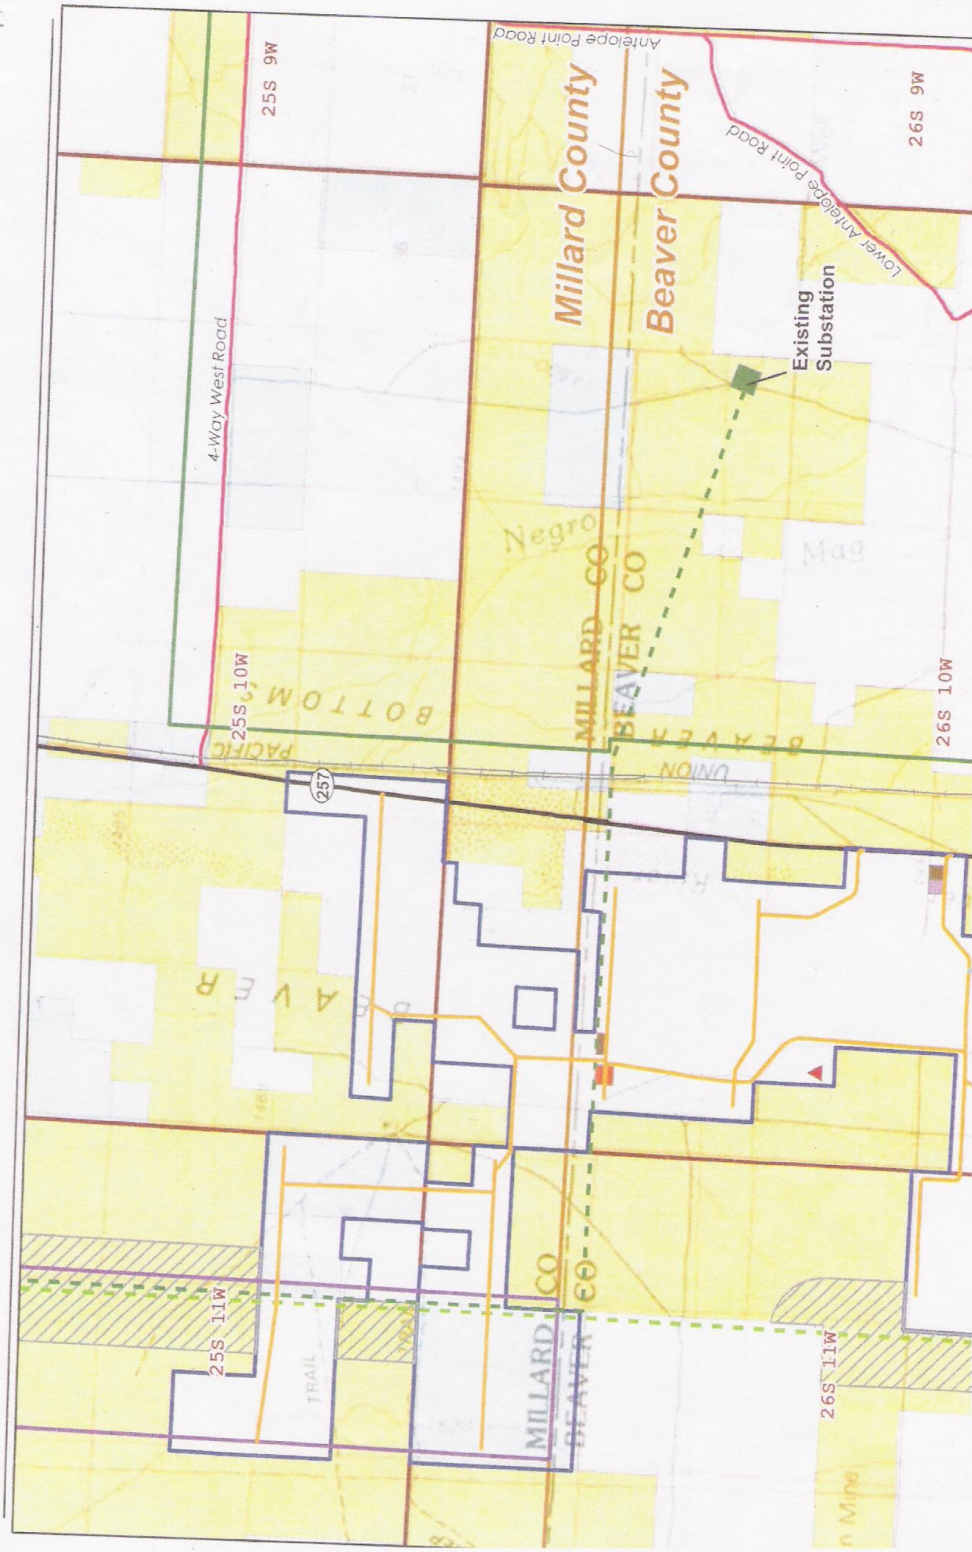 25S 9W
Antelope Point Road
Millard County
Beaver County
26S 9W
Lower Antelope Point Road
4-Way West Road
Existing
Substation
Negro
Mag
MILLARD CO
BEAVER CO
25S 10W
BOTTOM'S
PACIFIC
UNION
BEAVER
26S 10W
257
River
BEAVER
25S 11W
TRAIL
MILLARD CO
BEAVER CO
26S 11W
n Mine